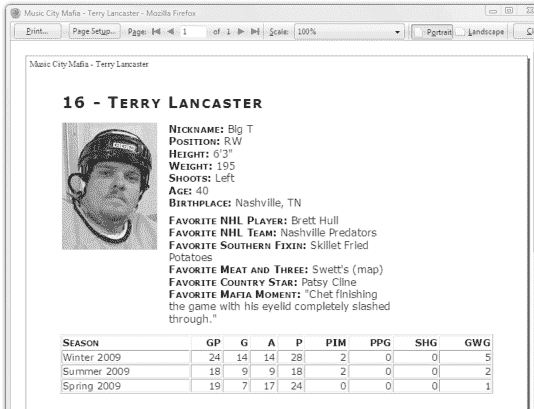 Music City Mafia - Terry Lancaster - Mozilla Firefox
Print... Page Setup... Page: 1 of 1 Scale: 100% Portrait Landscape
Music City Mafia - Terry Lancaster
16 - TERRY LANCASTER
NICKNAME: Big T
POSITION: RW
HEIGHT: 6'3"
WEIGHT: 195
SHOOTS: Left
AGE: 40
BIRTHPLACE: Nashville, TN
FAVORITE NHL PLAYER: Brett Hull
FAVORITE NHL TEAM: Nashville Predators
FAVORITE SOUTHERN FIXIN: Skillet Fried
Potatoes
FAVORITE MEAT AND THREE: Swett's (map)
FAVORITE COUNTRY STAR: Patsy Cline
FAVORITE MAFIA MOMENT: "Chet finishing
the game with his eyelid completely slashed
through."
SEASON GP G A P PIM PPG SHG GWG
Winter 2009 24 14 14 28 2 0 0 5
Summer 2009 18 9 9 18 2 0 0 2
Spring 2009 19 7 17 24 0 0 0 1